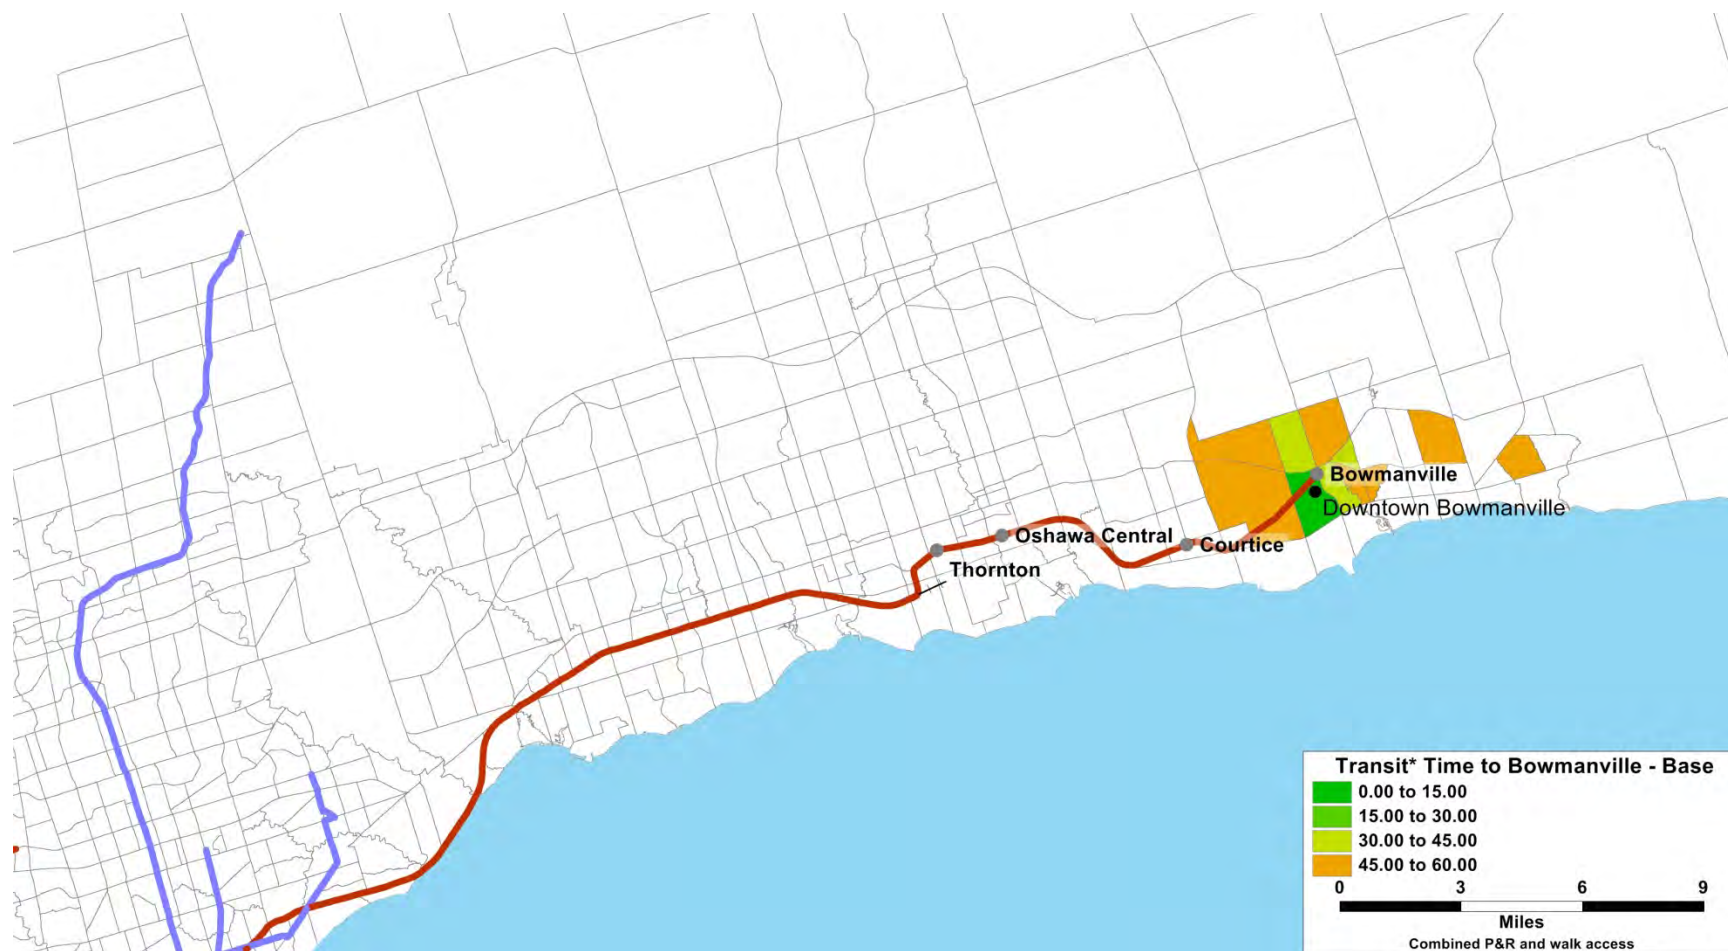 Bowmanville
Downtown Bowmanville
Oshawa Central
Courtice
Thornton
Transit* Time to Bowmanville - Base
0.00 to 15.00
15.00 to 30.00
30.00 to 45.00
45.00 to 60.00
0 3 6 9
Miles
Combined P&R and walk access